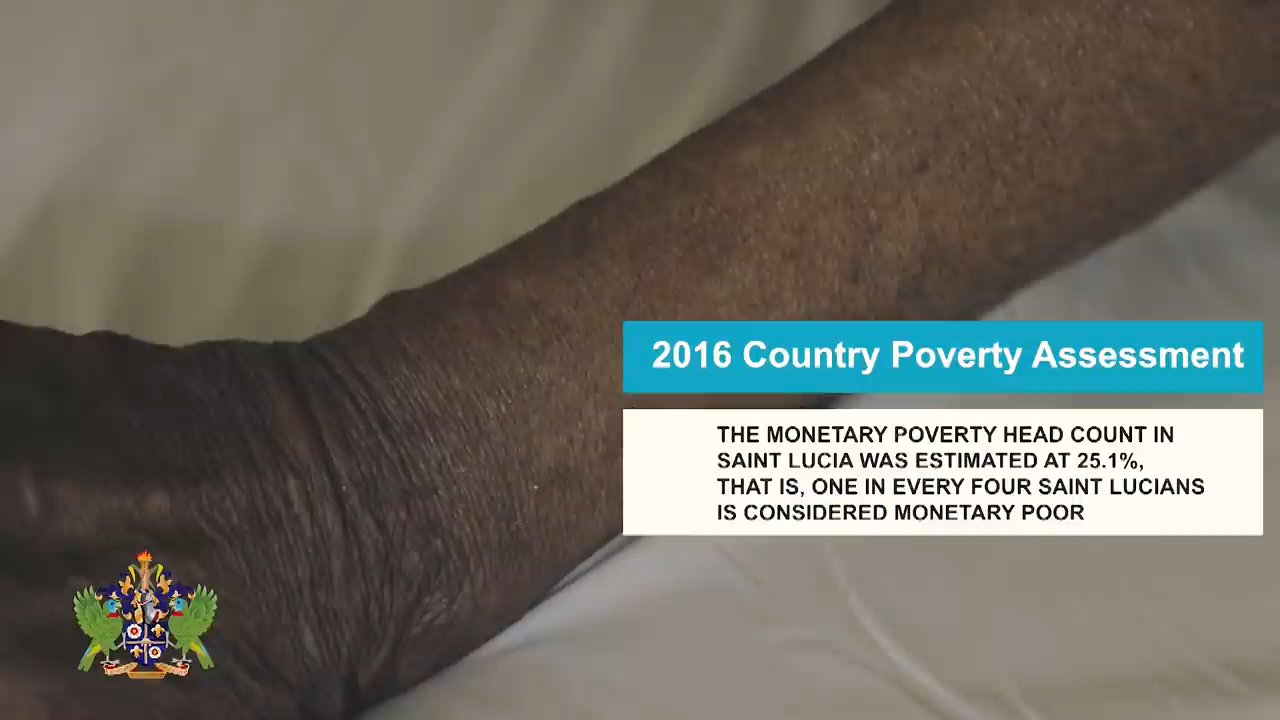 2016 Country Poverty Assessment
THE MONETARY POVERTY HEAD COUNT IN
SAINT LUCIA WAS ESTIMATED AT 25.1%,
THAT IS, ONE IN EVERY FOUR SAINT LUCIANS
IS CONSIDERED MONETARY POOR